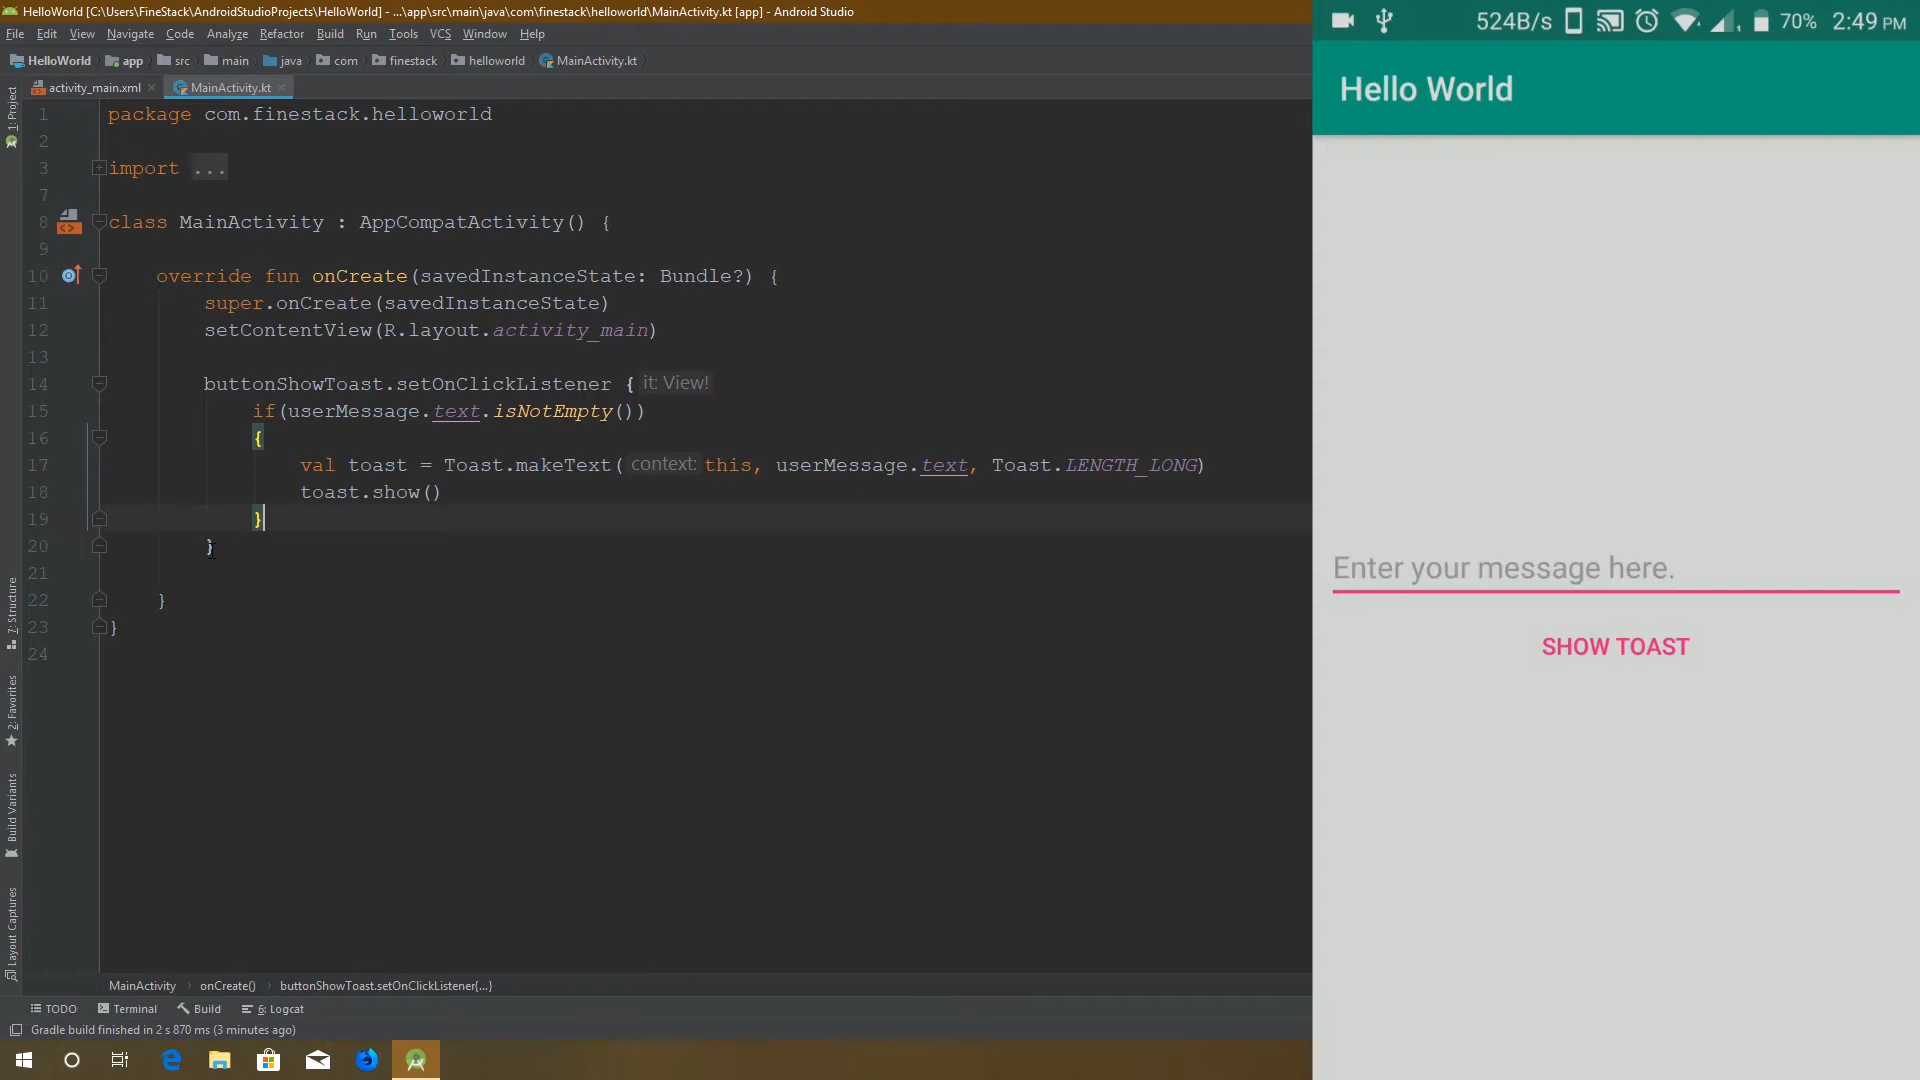 HelloWorld [C:\Users\FineStack\AndroidStudioProjects\HelloWorld] - ...\app\src\main\java\com\finestack\helloworld\MainActivity.kt [app] - Android Studio
File Edit View Navigate Code Analyze Refactor Build Run Tools VCS Window Help
HelloWorld app src main java com finestack helloworld MainActivity.kt
activity_main.xml MainActivity.kt
1 package com.finestack.helloworld
2
3 import ...
7
8 class MainActivity : AppCompatActivity() {
9
10 override fun onCreate(savedInstanceState: Bundle?) {
11 super.onCreate(savedInstanceState)
12 setContentView(R.layout.activity_main)
13
14 buttonShowToast.setOnClickListener { it: View!
15 if(userMessage.text.isNotEmpty())
16 {
17 val toast = Toast.makeText( context: this, userMessage.text, Toast.LENGTH_LONG)
18 toast.show()
19 }
20 }
21
22 }
23 }
24
1: Project
7: Structure
2: Favorites
Build Variants
Layout Captures
MainActivity › onCreate() › buttonShowToast.setOnClickListener{...}
TODO Terminal Build 6: Logcat
Gradle build finished in 2 s 870 ms (3 minutes ago)
524B/s 70% 2:49 PM
Hello World
Enter your message here.
SHOW TOAST